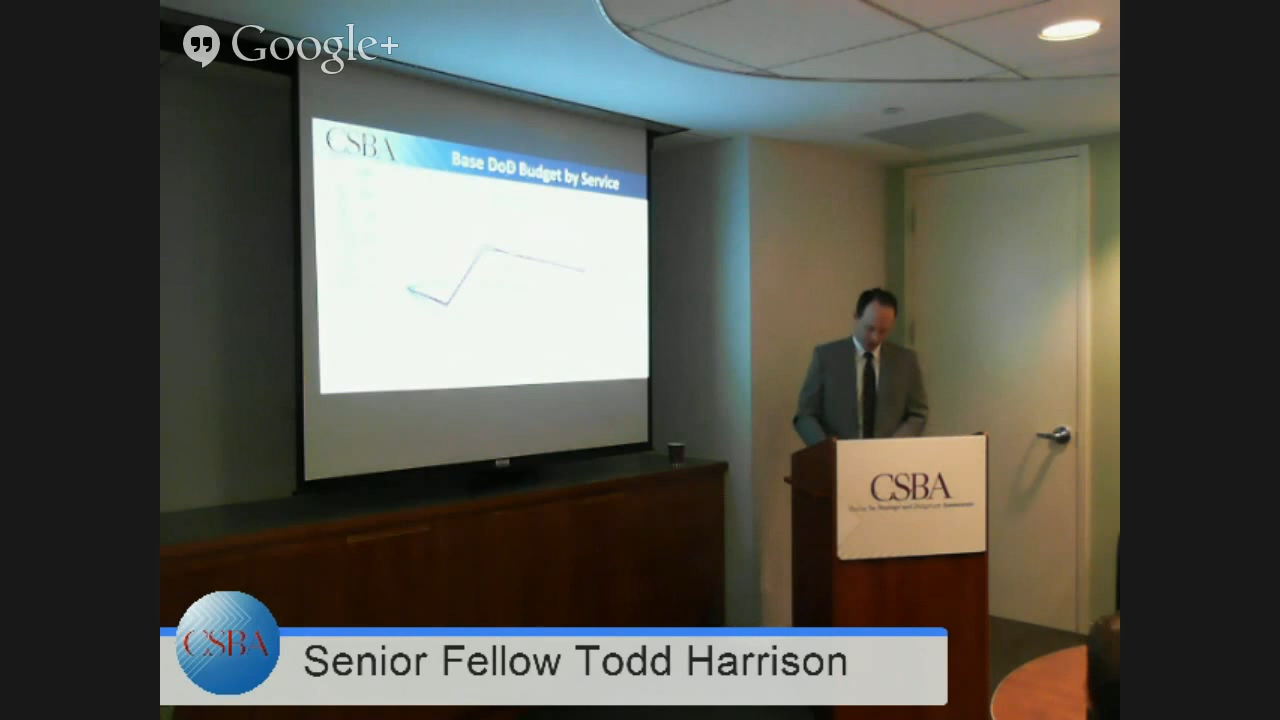 Google+
CSBA
Base DoD Budget by Service
CSBA
CSBA
Senior Fellow Todd Harrison